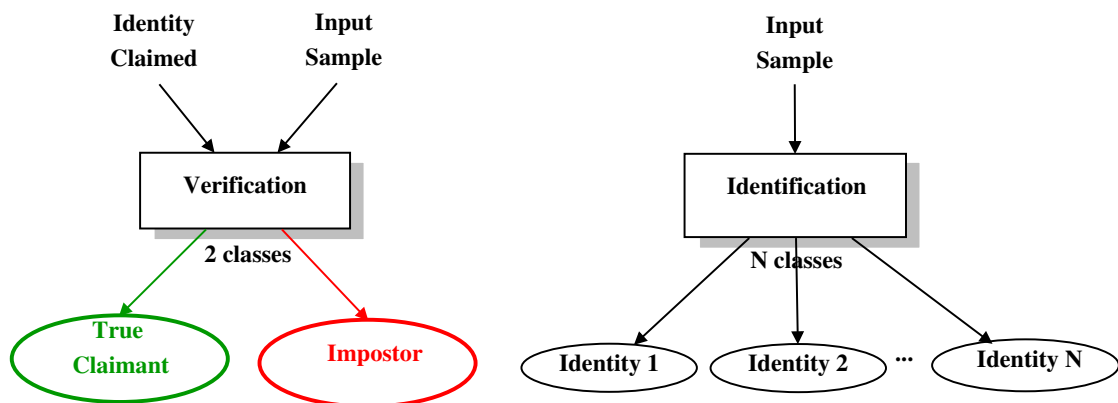 Identity
Claimed
Input
Sample
Verification
2 classes
True
Claimant
Impostor
Input
Sample
Identification
N classes
Identity 1
Identity 2
...
Identity N